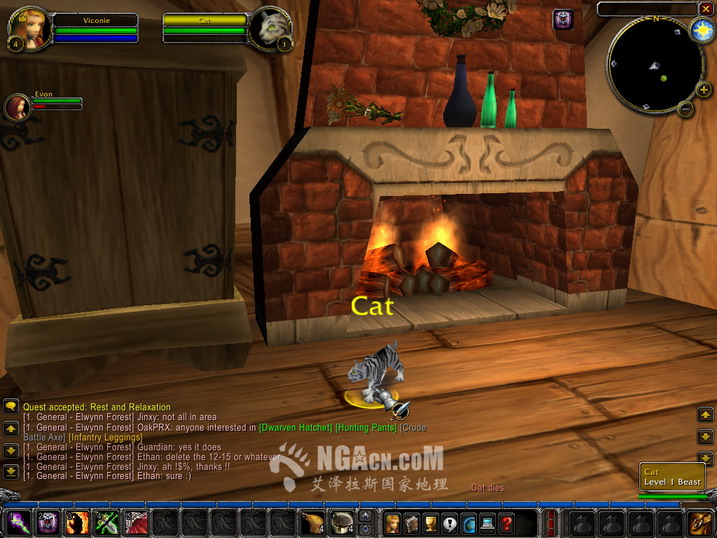 Viconie
Cat
4
1
N
Lyon
Cat
Quest accepted: Rest and Relaxation
[1. General - Elwynn Forest] Jinxy: not all in area
[1. General - Elwynn Forest] OakPRX: anyone interested in [Dwarven Hatchet] [Hunting Pants] [Crude
Battle Axe] [Infantry Leggings]
[1. General - Elwynn Forest] Guardian: yes it does
[1. General - Elwynn Forest] Ethan: delete the 12-15 or whatever
[1. General - Elwynn Forest] Jinxy: ah !$%, thanks !!
[1. General - Elwynn Forest] Ethan: sure :)
NGACN.COM
艾泽拉斯国家地理
Cat dies.
Cat
Level 1 Beast
4